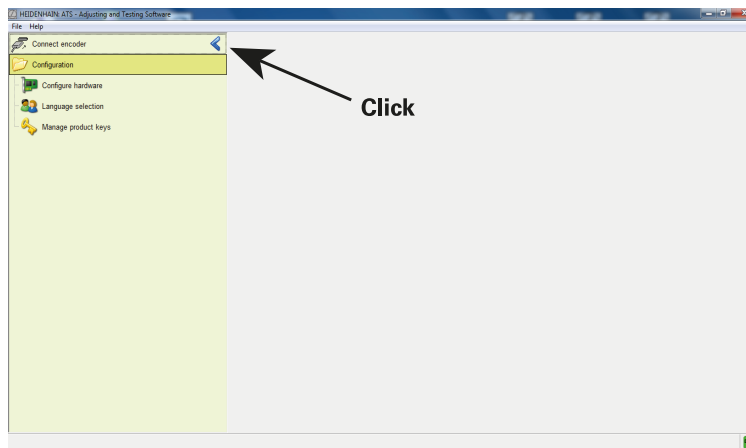 HEIDENHAIN: ATS - Adjusting and Testing Software
File Help
Connect encoder
Configuration
Click
Configure hardware
Language selection
Manage product keys